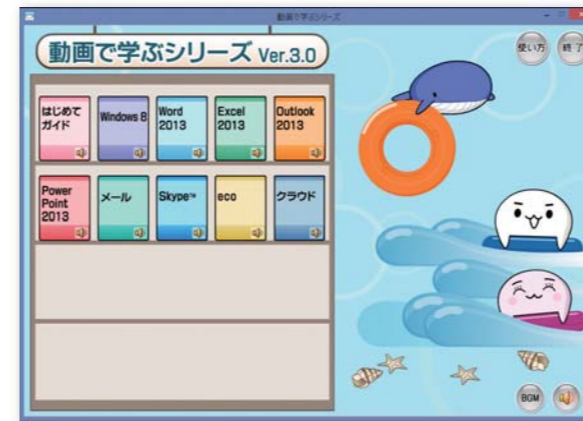 動画で学ぶシリーズ
動画で学ぶシリーズ Ver.3.0
使い方
終了
はじめて
ガイド
Windows 8
Word
2013
Excel
2013
Outlook
2013
Power
Point
2013
メール
Skype™
eco
クラウド
BGM